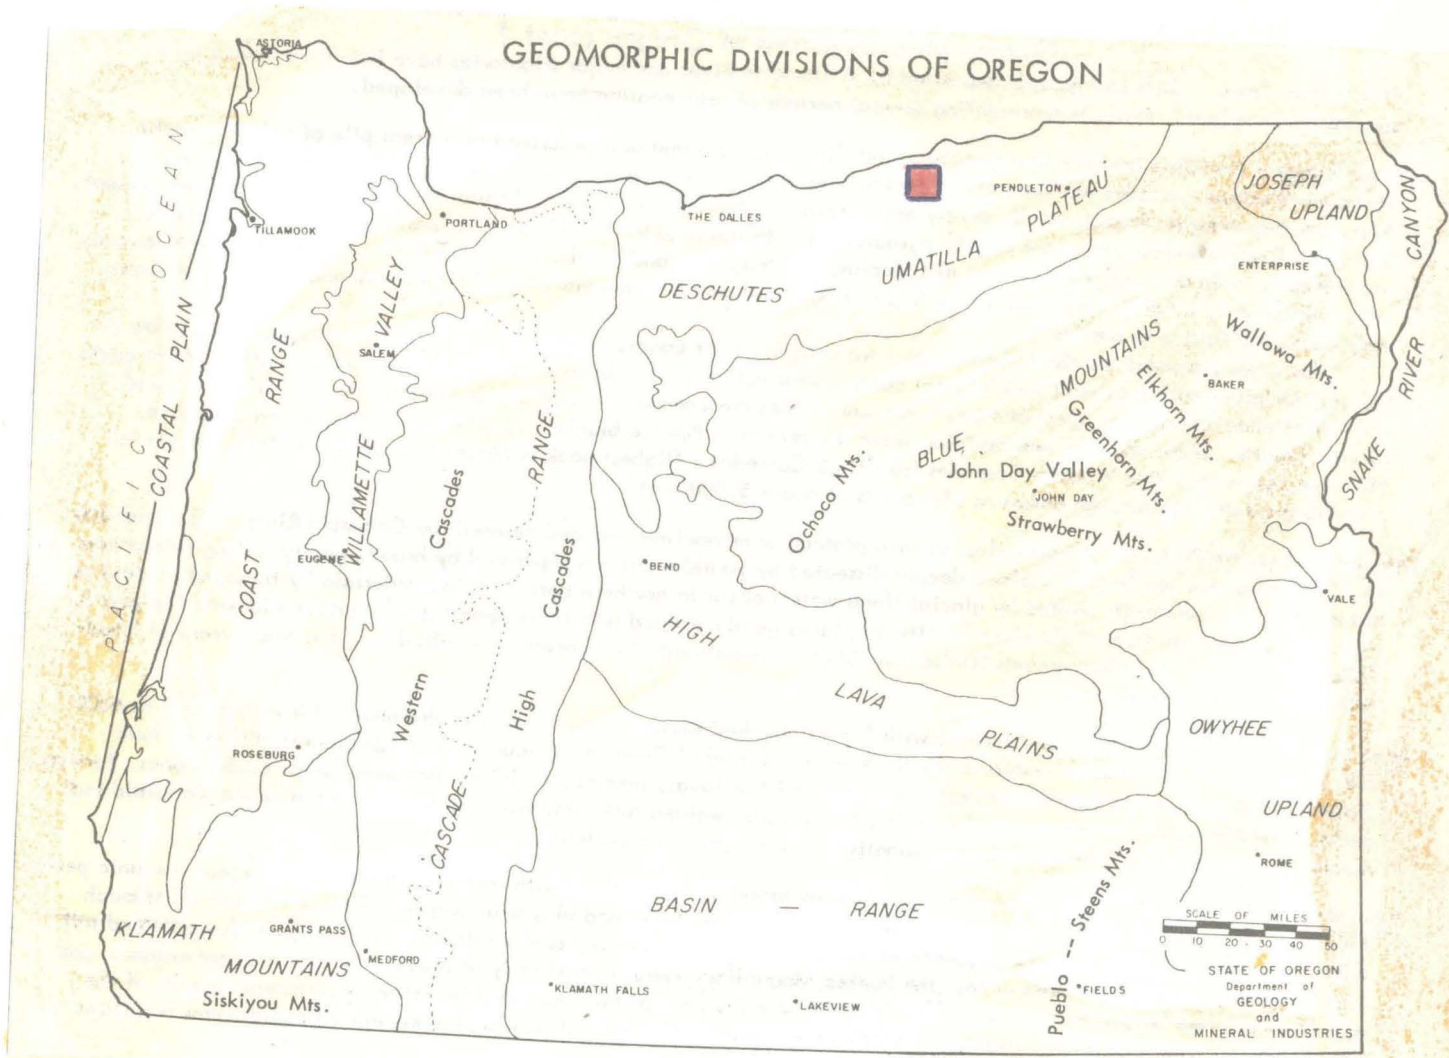 GEOMORPHIC DIVISIONS OF OREGON
ASTORIA
PACIFIC OCEAN
COASTAL PLAIN
TILLAMOOK
PORTLAND
THE DALLES
PENDLETON
DESCHUTES — UMATILLA PLATEAU
JOSEPH
UPLAND
ENTERPRISE
SNAKE RIVER CANYON
COAST RANGE
WILLAMETTE VALLEY
SALEM
EUGENE
Western Cascades
High Cascades
CASCADE RANGE
BLUE MOUNTAINS
Wallowa Mts.
BAKER
Elkhorn Mts.
Greenhorn Mts.
Ochoco Mts.
John Day Valley
JOHN DAY
Strawberry Mts.
BEND
VALE
HIGH LAVA PLAINS
OWYHEE
UPLAND
ROSEBURG
ROME
BASIN — RANGE
Pueblo -- Steens Mts.
KLAMATH
MOUNTAINS
GRANTS PASS
MEDFORD
Siskiyou Mts.
KLAMATH FALLS
LAKEVIEW
FIELDS
SCALE OF MILES
0 10 20 30 40 50
STATE OF OREGON
Department of
GEOLOGY
and
MINERAL INDUSTRIES